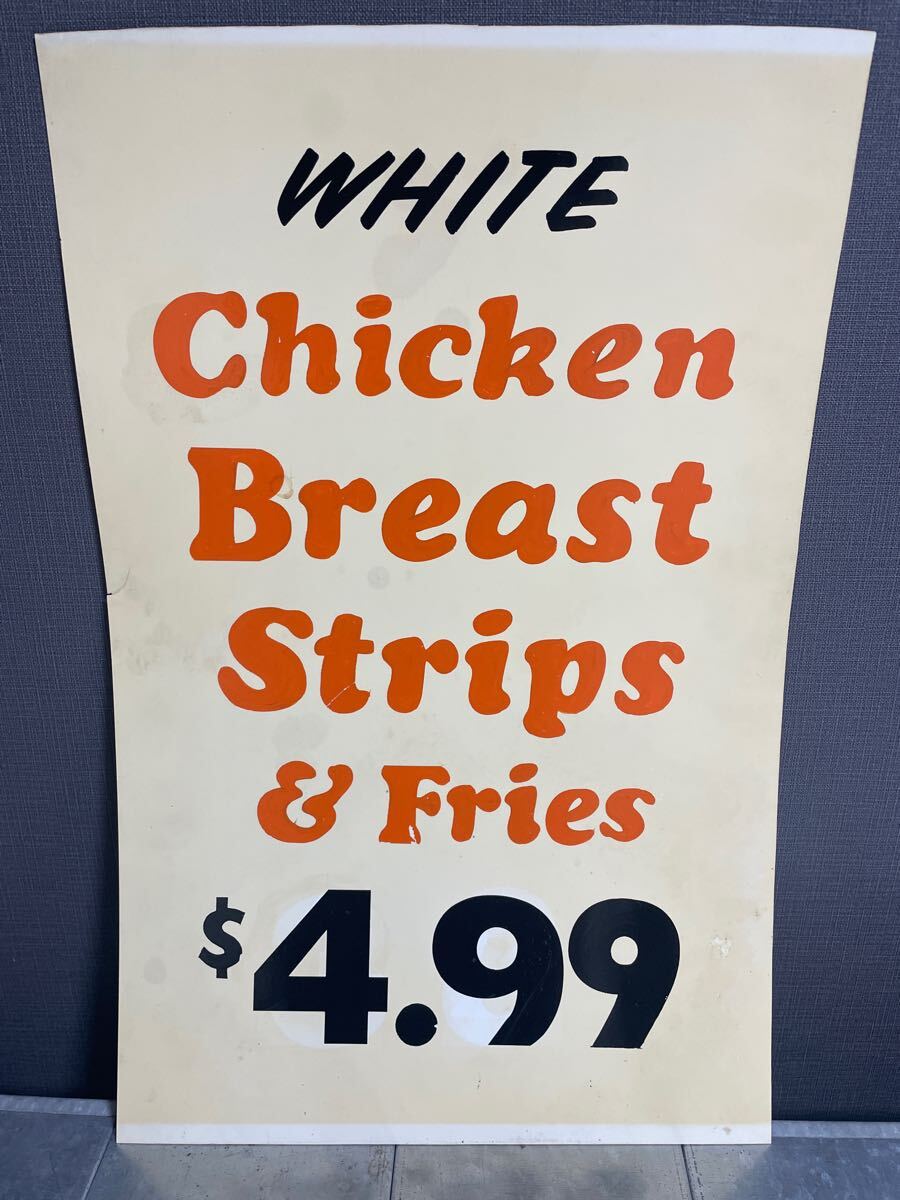 WHITE
Chicken
Breast
Strips
& Fries
$4.99